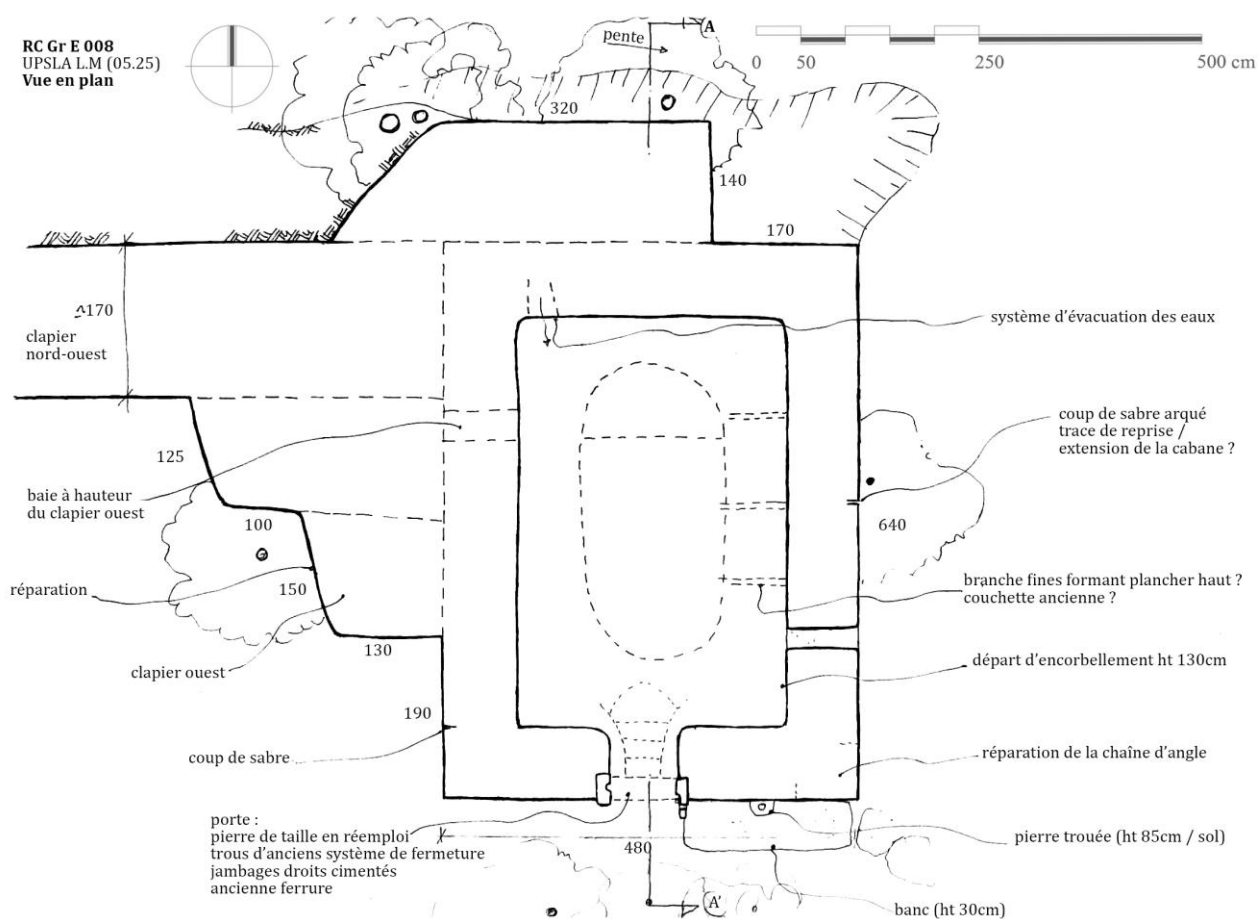 RC Gr E 008
UPSLA L.M (05.25)
Vue en plan
pente
A
0 50 250 500 cm
320
140
170
^170
clapier
nord-ouest
système d'évacuation des eaux
coup de sabre arqué
trace de reprise /
extension de la cabane ?
125
baie à hauteur
du clapier ouest
100
640
réparation
150
branche fines formant plancher haut ?
couchette ancienne ?
130
clapier ouest
départ d'encorbellement ht 130cm
190
coup de sabre
réparation de la chaîne d'angle
porte :
pierre de taille en réemploi
trous d'anciens système de fermeture
jambages droits cimentés
ancienne ferrure
480
pierre trouée (ht 85cm / sol)
A'
banc (ht 30cm)